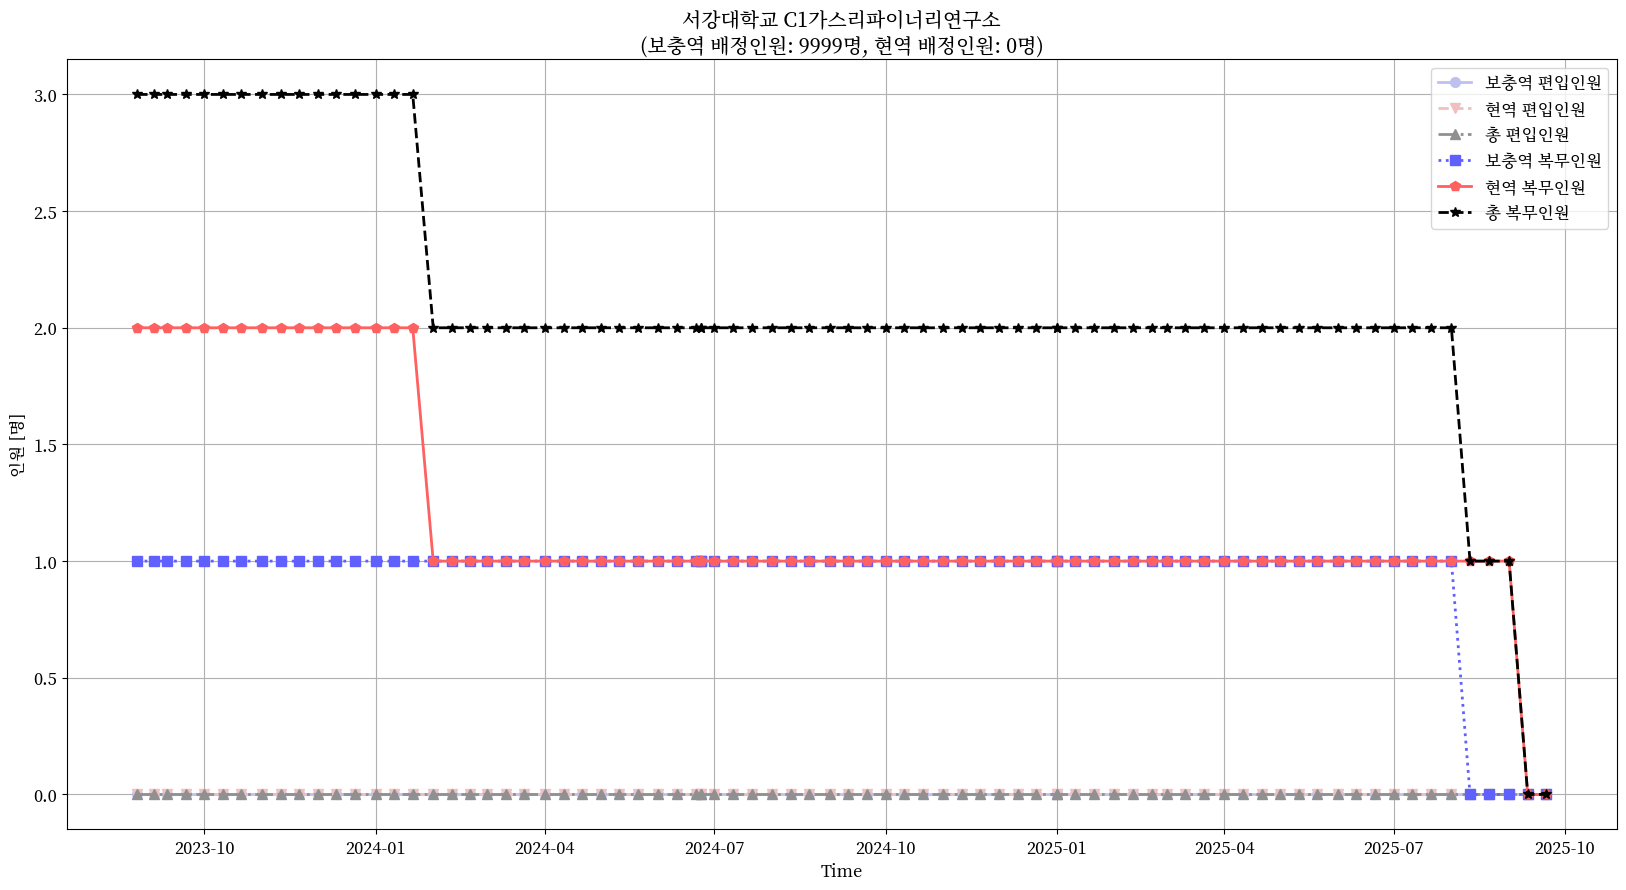 서강대학교 C1가스리파이너리연구소
(보충역 배정인원: 9999명, 현역 배정인원: 0명)
보충역 편입인원
현역 편입인원
총 편입인원
보충역 복무인원
현역 복무인원
총 복무인원
인원 [명]
3.0
2.5
2.0
1.5
1.0
0.5
0.0
2023-10
2024-01
2024-04
2024-07
2024-10
2025-01
2025-04
2025-07
2025-10
Time